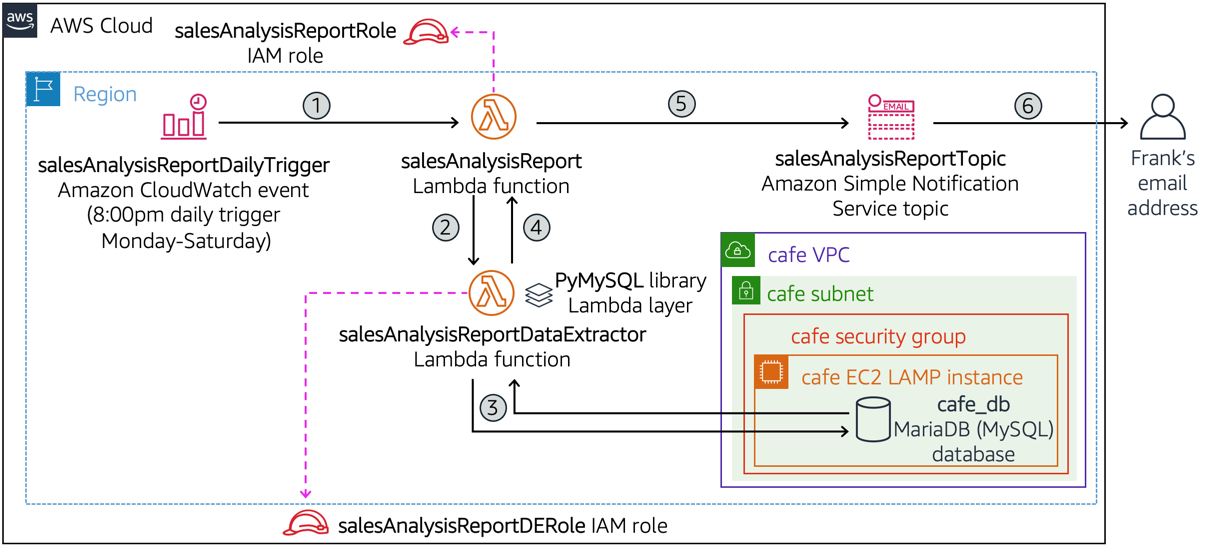 aws
AWS Cloud
salesAnalysisReportRole
IAM role
Region
1
5
EMAIL
6
salesAnalysisReportDailyTrigger
Amazon CloudWatch event
(8:00pm daily trigger
Monday-Saturday)
salesAnalysisReport
Lambda function
salesAnalysisReportTopic
Amazon Simple Notification
Service topic
Frank's
email
address
2
4
PyMySQL library
Lambda layer
salesAnalysisReportDataExtractor
Lambda function
3
cafe VPC
cafe subnet
cafe security group
cafe EC2 LAMP instance
cafe_db
MariaDB (MySQL)
database
salesAnalysisReportDERole IAM role